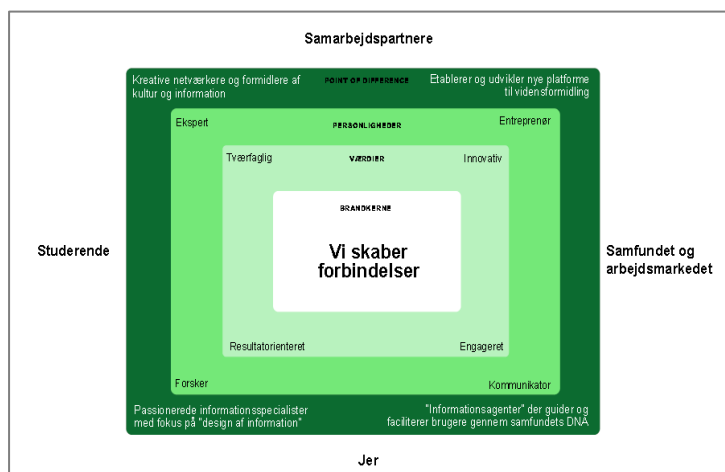 Samarbejdspartnere
Kreative netværkere og formidlere af
kultur og information
POINT OF DIFFERENCE
Etablerer og udvikler nye platforme
til vidensformidling
Ekspert
PERSONLIGHEDER
Entreprenør
Tværfaglig
VÆRDIER
Innovativ
BRANDKERNE
Vi skaber
forbindelser
Studerende
Samfundet og
arbejdsmarkedet
Resultatorienteret
Engageret
Forsker
Kommunikator
Passionerede informationsspecialister
med fokus på "design af information"
"Informationsagenter" der guider og
faciliterer brugere gennem samfundets DNA
Jer